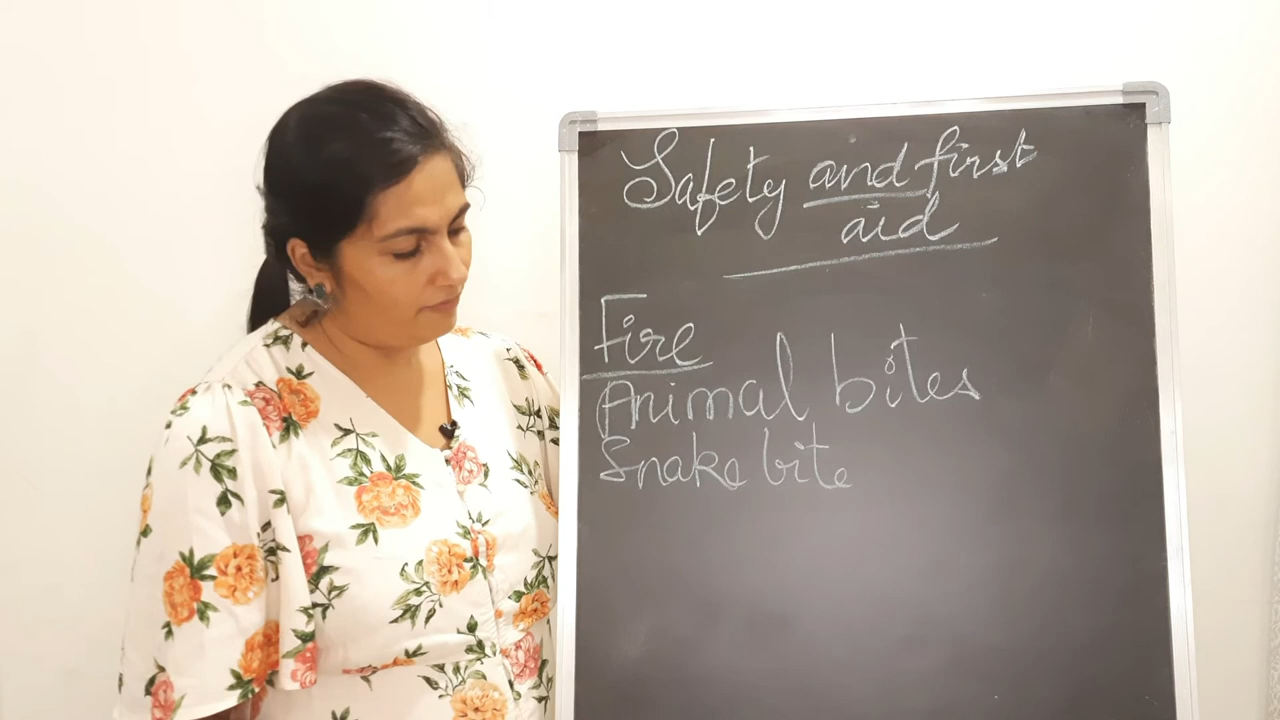 Safety and first
aid
Fire
Animal bites
Snake bite